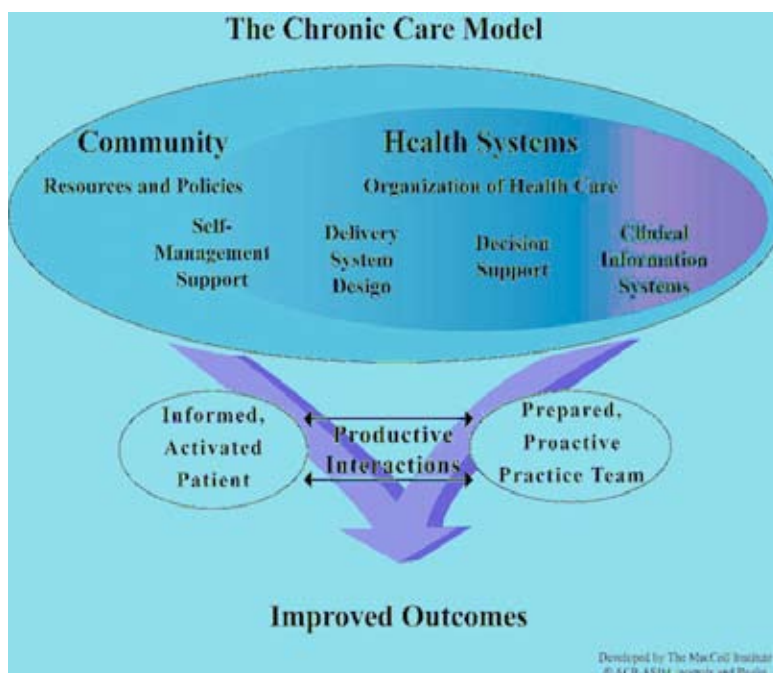 The Chronic Care Model
Community
Health Systems
Resources and Policies
Organization of Health Care
Self-
Management
Support
Delivery
System
Design
Decision
Support
Clinical
Information
Systems
Informed,
Activated
Patient
Productive
Interactions
Prepared,
Proactive
Practice Team
Improved Outcomes
Developed by The MacColl Institute
© ACP-ASIM